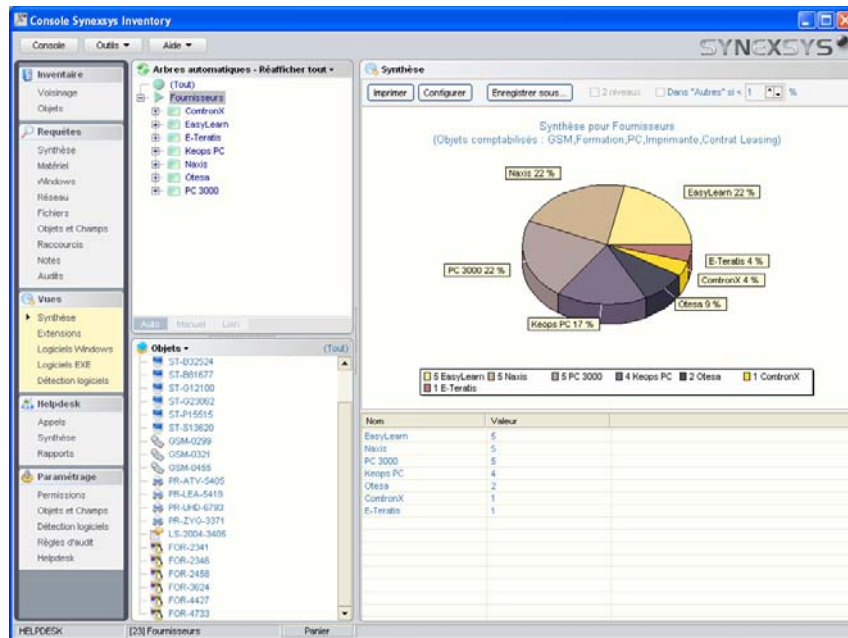 Console Synexsys Inventory
Console Outils Aide
SYNEXSYS
Inventaire
Voisinage
Objets
Requêtes
Synthèse
Matériel
Windows
Réseau
Fichiers
Objets et Champs
Raccourcis
Notes
Audits
Vues
Synthèse
Extensions
Logiciels Windows
Logiciels EXE
Détection logiciels
Helpdesk
Appels
Synthèse
Rapports
Paramétrage
Permissions
Objets et Champs
Détection logiciels
Règles d'audit
Helpdesk
Arbres automatiques - Réafficher tout
(Tout)
Fournisseurs
ComtronX
EasyLearn
E-Teratis
Keops PC
Naxis
Otesa
PC 3000
Auto Manuel Lien
Objets (Tout)
ST-B32524
ST-B81677
ST-G12100
ST-G23062
ST-P15515
ST-S13620
GSM-0299
GSM-0321
GSM-0455
PR-ATV-5405
PR-LEA-5419
PR-UHD-6793
PR-ZYG-3371
LS-2004-3405
FOR-2341
FOR-2346
FOR-2458
FOR-3624
FOR-4427
FOR-4733
Synthèse
Imprimer Configurer Enregistrer sous... 2 niveaux Dans "Autres" si < 1 %
Synthèse pour Fournisseurs
(Objets comptabilisés : GSM,Formation,PC,Imprimante,Contrat Leasing)
Naxis 22 %
EasyLearn 22 %
E-Teratis 4 %
PC 3000 22 %
ComtronX 4 %
Otesa 9 %
Keops PC 17 %
5 EasyLearn 5 Naxis 5 PC 3000 4 Keops PC 2 Otesa 1 ComtronX
1 E-Teratis
Nom Valeur
EasyLearn 5
Naxis 5
PC 3000 5
Keops PC 4
Otesa 2
ComtronX 1
E-Teratis 1
HELPDESK [23] Fournisseurs Panier